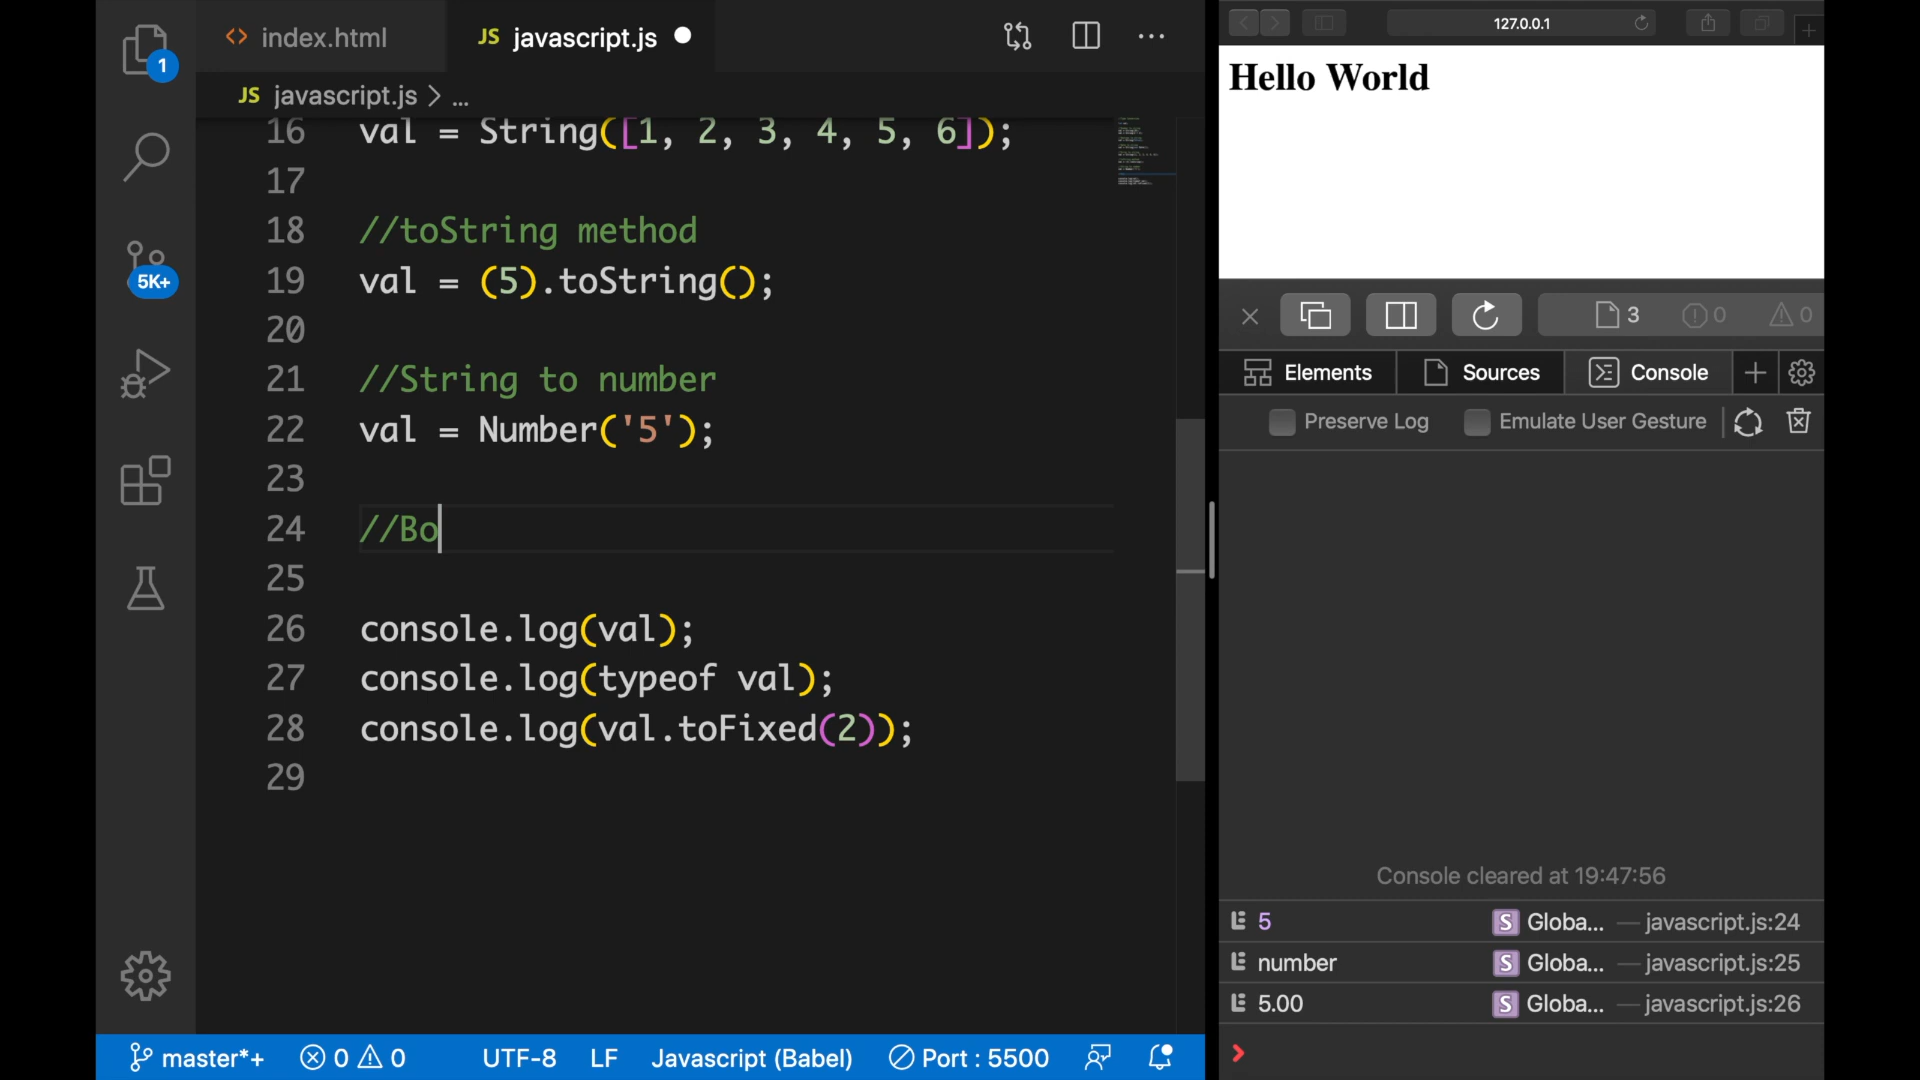 index.html
JS javascript.js
JS javascript.js > ...
1
5K+
16 val = String([1, 2, 3, 4, 5, 6]);
17
18 //toString method
19 val = (5).toString();
20
21 //String to number
22 val = Number('5');
23
24 //Bo
25
26 console.log(val);
27 console.log(typeof val);
28 console.log(val.toFixed(2));
29
master*+ 0 0 UTF-8 LF Javascript (Babel) Port : 5500
127.0.0.1
Hello World
3 0 0
Elements Sources Console
Preserve Log Emulate User Gesture
Console cleared at 19:47:56
5 S Globa... — javascript.js:24
number S Globa... — javascript.js:25
5.00 S Globa... — javascript.js:26